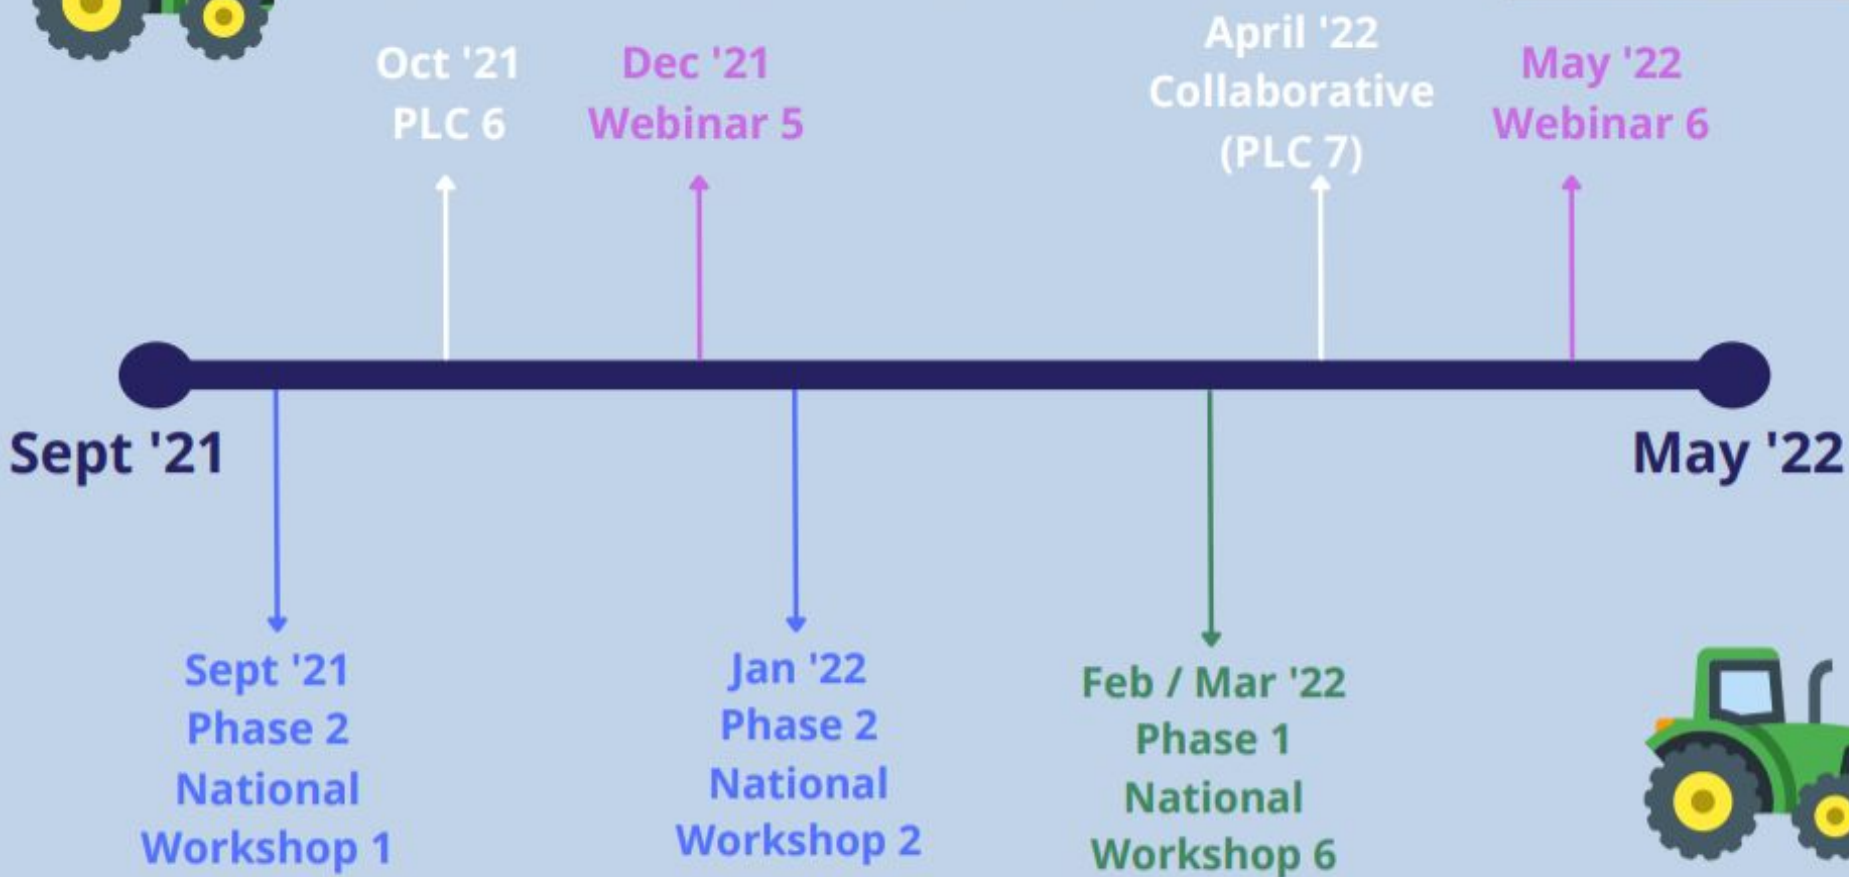 Oct '21
PLC 6
Dec '21
Webinar 5
April '22
Collaborative
(PLC 7)
May '22
Webinar 6
Sept '21
May '22
Sept '21
Phase 2
National
Workshop 1
Jan '22
Phase 2
National
Workshop 2
Feb / Mar '22
Phase 1
National
Workshop 6